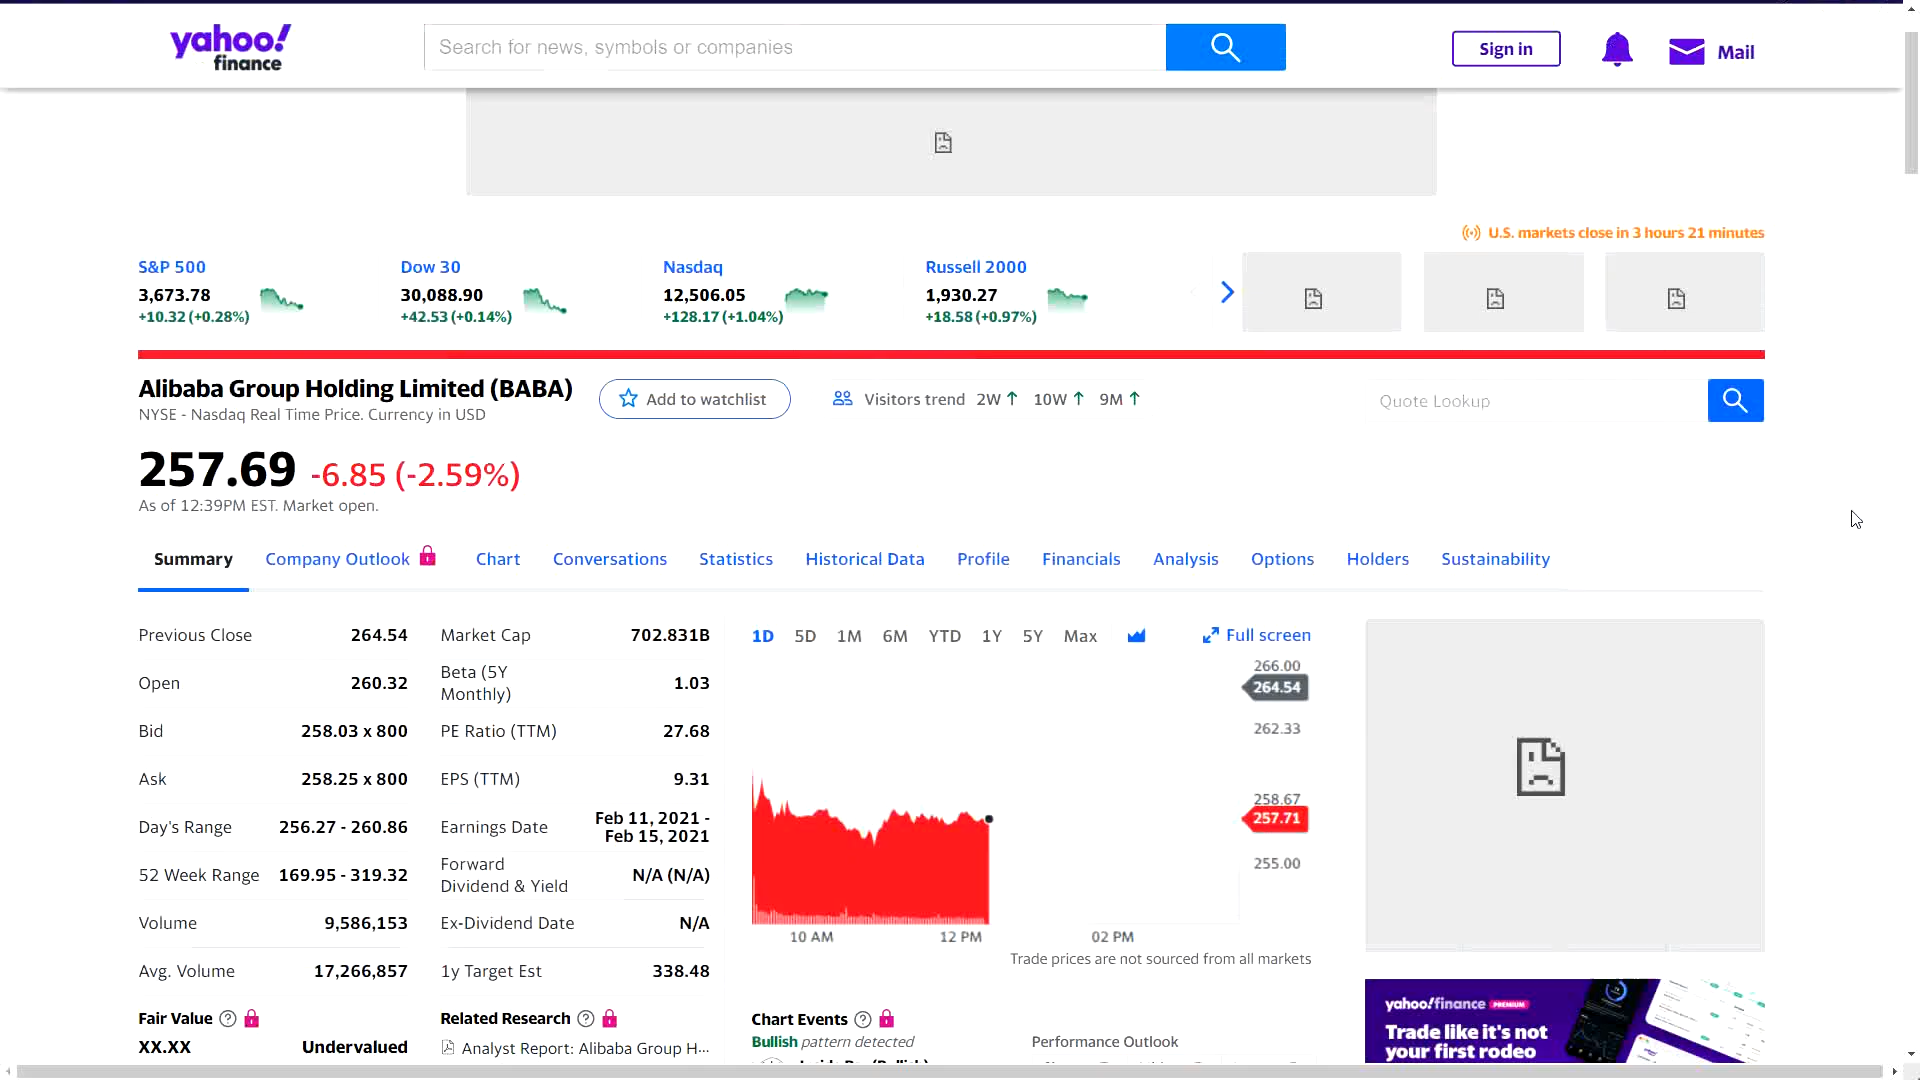 yahoo!
finance
Search for news, symbols or companies
Sign in
Mail
U.S. markets close in 3 hours 21 minutes
S&P 500
3,673.78
+10.32 (+0.28%)
Dow 30
30,088.90
+42.53 (+0.14%)
Nasdaq
12,506.05
+128.17 (+1.04%)
Russell 2000
1,930.27
+18.58 (+0.97%)
Alibaba Group Holding Limited (BABA)
NYSE - Nasdaq Real Time Price. Currency in USD
Add to watchlist
Visitors trend 2W ↑ 10W ↑ 9M ↑
Quote Lookup
257.69 -6.85 (-2.59%)
As of 12:39PM EST. Market open.
Summary Company Outlook Chart Conversations Statistics Historical Data Profile Financials Analysis Options Holders Sustainability
Previous Close 264.54
Open 260.32
Bid 258.03 x 800
Ask 258.25 x 800
Day's Range 256.27 - 260.86
52 Week Range 169.95 - 319.32
Volume 9,586,153
Avg. Volume 17,266,857
Market Cap 702.831B
Beta (5Y
Monthly) 1.03
PE Ratio (TTM) 27.68
EPS (TTM) 9.31
Earnings Date Feb 11, 2021 -
Feb 15, 2021
Forward
Dividend & Yield N/A (N/A)
Ex-Dividend Date N/A
1y Target Est 338.48
1D 5D 1M 6M YTD 1Y 5Y Max Full screen
266.00
264.54
262.33
258.67
257.71
255.00
10 AM 12 PM 02 PM
Trade prices are not sourced from all markets
Fair Value
XX.XX Undervalued
Related Research
Analyst Report: Alibaba Group H...
Chart Events
Bullish pattern detected
Performance Outlook
yahoo!finance PREMIUM
Trade like it's not
your first rodeo